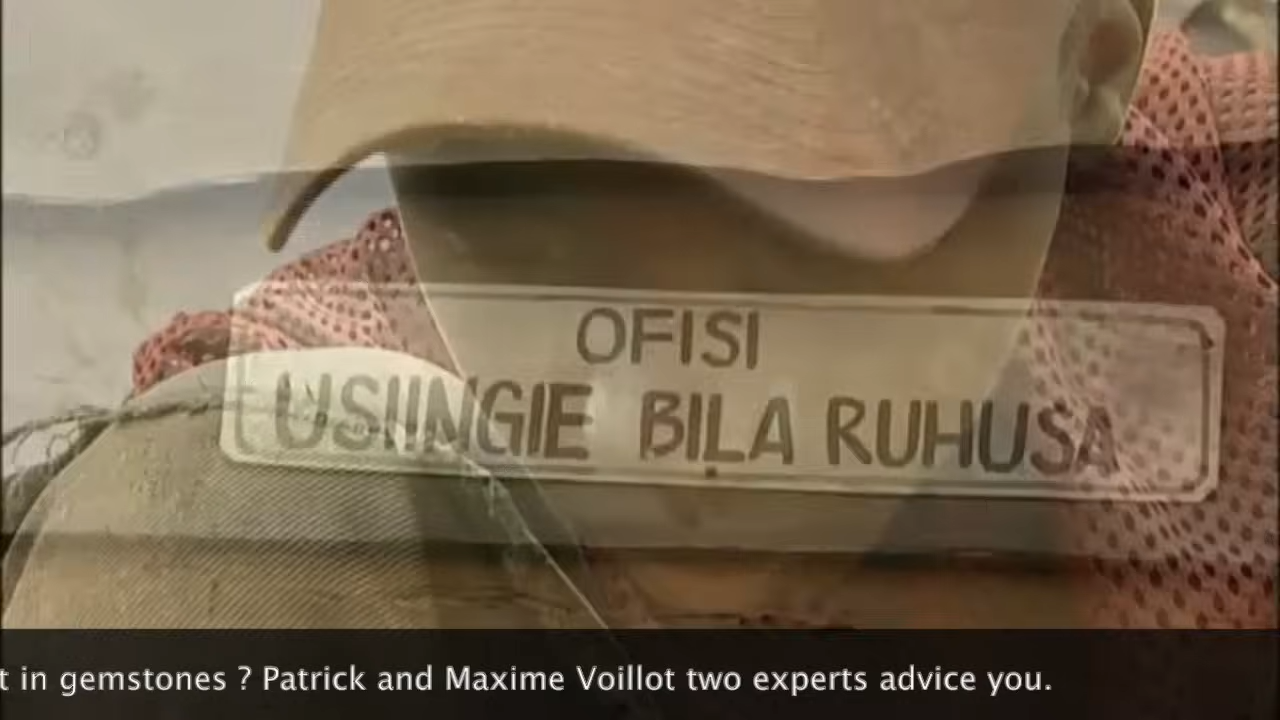 OFISI
USIINGIE BILA RUHUSA
t in gemstones ? Patrick and Maxime Voillot two experts advice you.